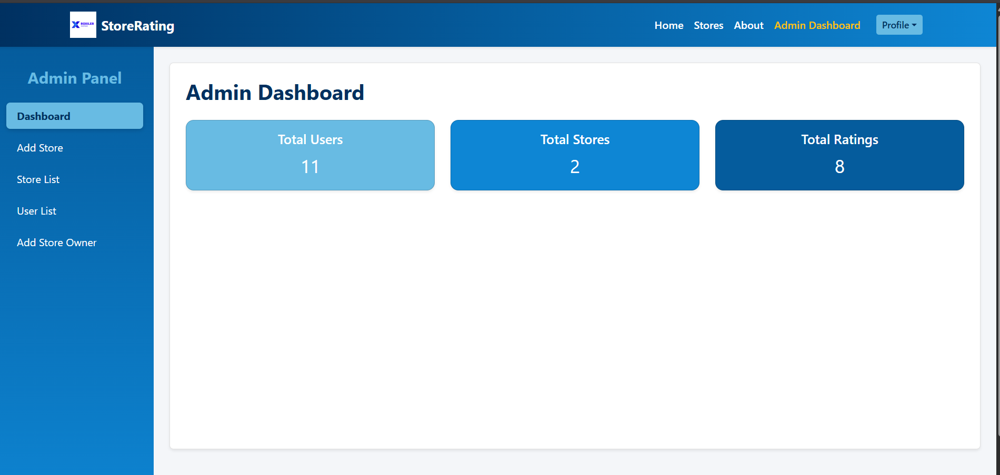 ROXILER
StoreRating
Home Stores About Admin Dashboard Profile
Admin Panel
Dashboard
Add Store
Store List
User List
Add Store Owner
Admin Dashboard
Total Users
11
Total Stores
2
Total Ratings
8